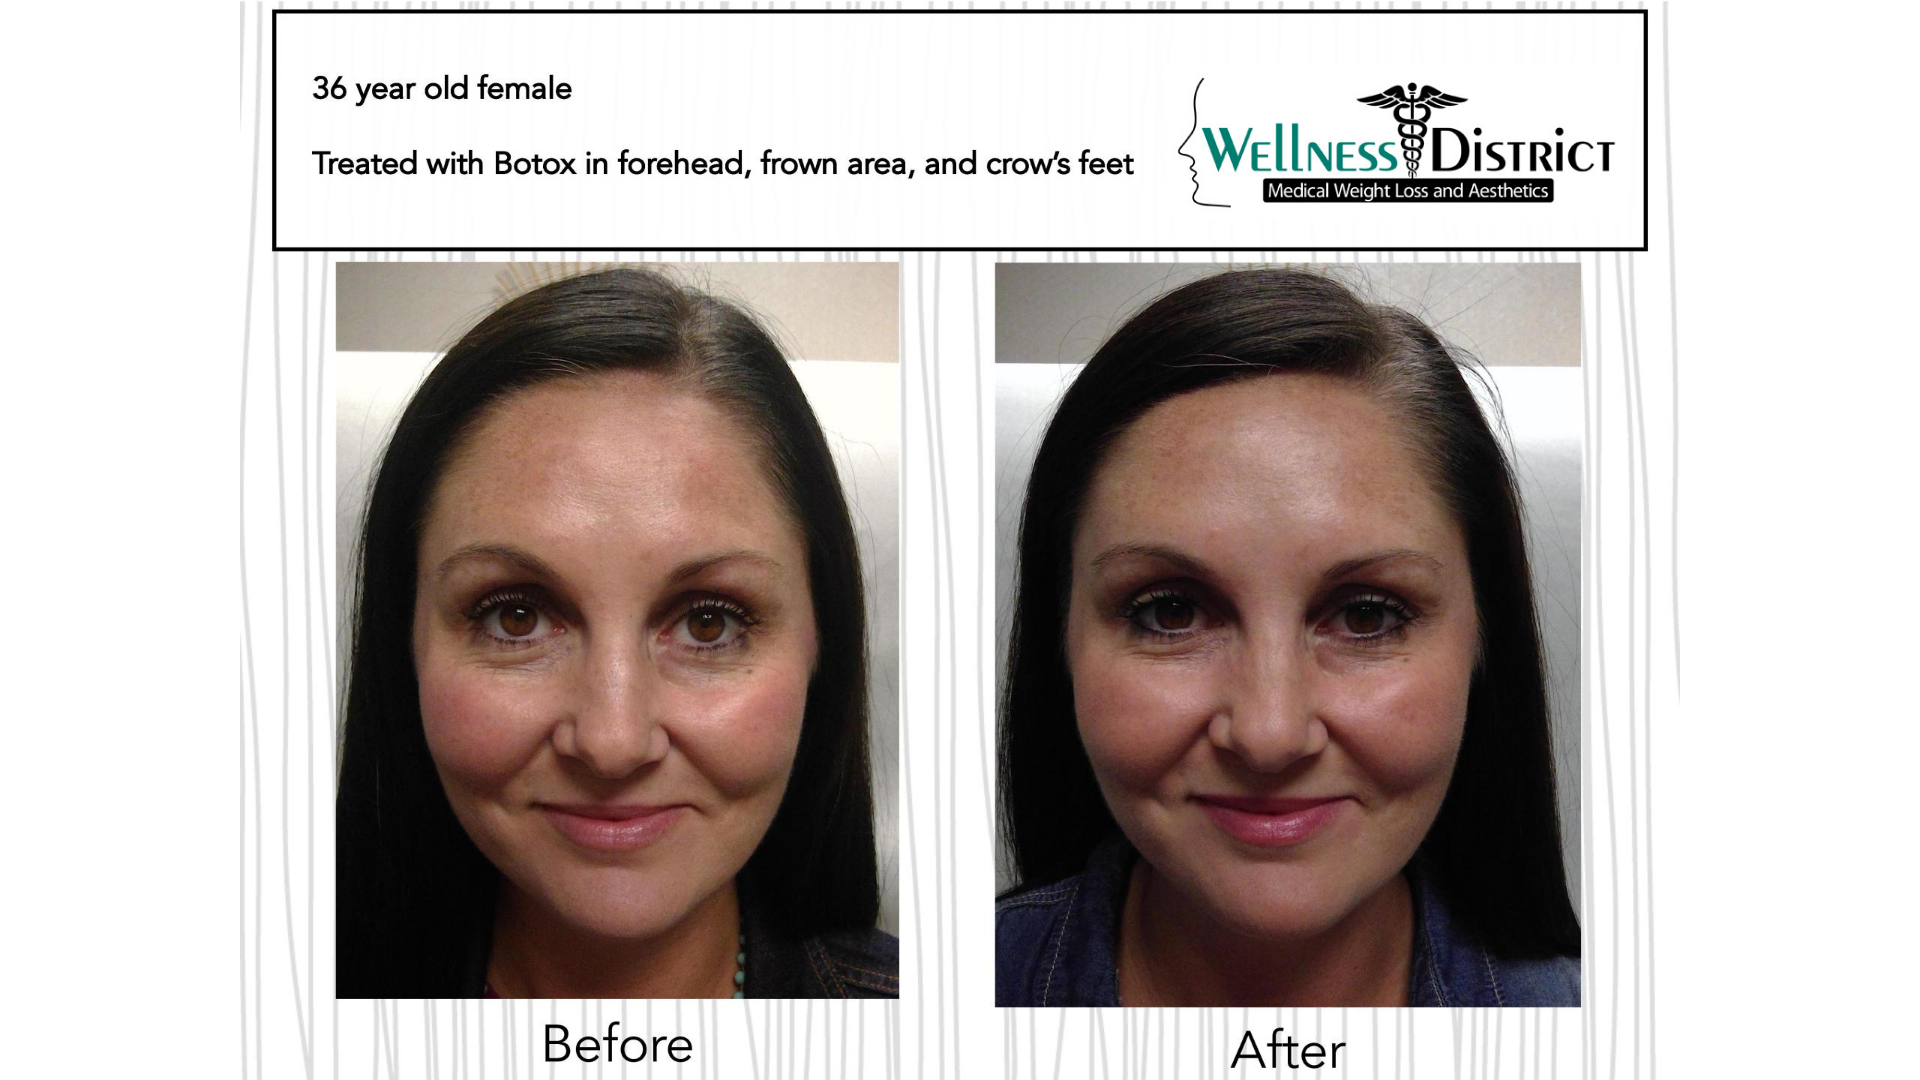 36 year old female
Treated with Botox in forehead, frown area, and crow’s feet
Wellness District
Medical Weight Loss and Aesthetics
Before
After